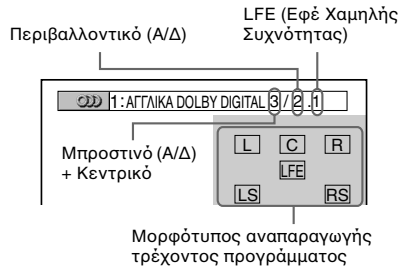 LFE (Εφέ Χαμηλής
Συχνότητας)
Περιβαλλοντικό (Α/Δ)
1: ΑΓΓΛΙΚΑ DOLBY DIGITAL 3 / 2 .1
Μπροστινό (Α/Δ)
+ Κεντρικό
L C R
LFE
LS RS
Μορφότυπος αναπαραγωγής
τρέχοντος προγράμματος